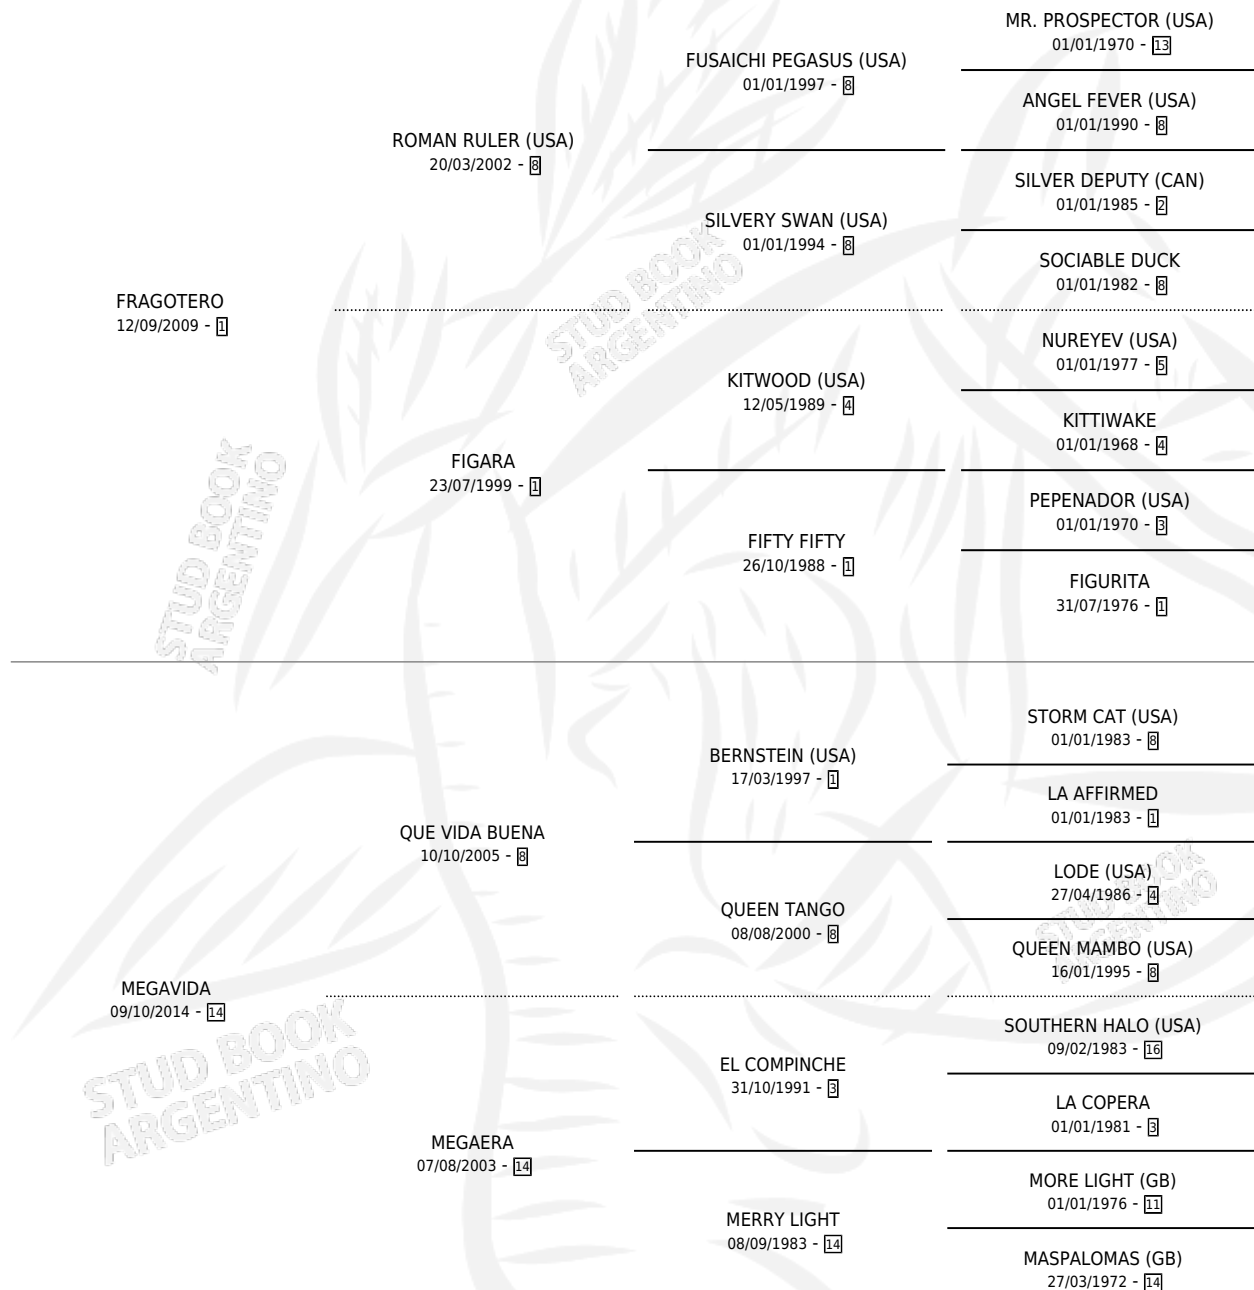 MR. PROSPECTOR (USA)
01/01/1970 - 13
FUSAICHI PEGASUS (USA)
01/01/1997 - 8
ANGEL FEVER (USA)
01/01/1990 - 8
ROMAN RULER (USA)
20/03/2002 - 8
SILVER DEPUTY (CAN)
01/01/1985 - 2
SILVERY SWAN (USA)
01/01/1994 - 8
SOCIABLE DUCK
01/01/1982 - 8
FRAGOTERO
12/09/2009 - 1
STUD BOOK
ARGENTINO
NUREYEV (USA)
01/01/1977 - 5
KITWOOD (USA)
12/05/1989 - 4
KITTIWAKE
01/01/1968 - 4
FIGARA
23/07/1999 - 1
PEPENADOR (USA)
01/01/1970 - 3
FIFTY FIFTY
26/10/1988 - 1
FIGURITA
31/07/1976 - 1
STUD BOOK
ARGENTINO
STORM CAT (USA)
01/01/1983 - 8
BERNSTEIN (USA)
17/03/1997 - 1
LA AFFIRMED
01/01/1983 - 1
QUE VIDA BUENA
10/10/2005 - 8
LODE (USA)
27/04/1986 - 4
QUEEN TANGO
08/08/2000 - 8
QUEEN MAMBO (USA)
16/01/1995 - 8
STUD BOOK
ARGENTINO
MEGAVIDA
09/10/2014 - 14
STUD BOOK
ARGENTINO
SOUTHERN HALO (USA)
09/02/1983 - 16
EL COMPINCHE
31/10/1991 - 3
LA COPERA
01/01/1981 - 3
MEGAERA
07/08/2003 - 14
MORE LIGHT (GB)
01/01/1976 - 11
MERRY LIGHT
08/09/1983 - 14
MASPALOMAS (GB)
27/03/1972 - 14